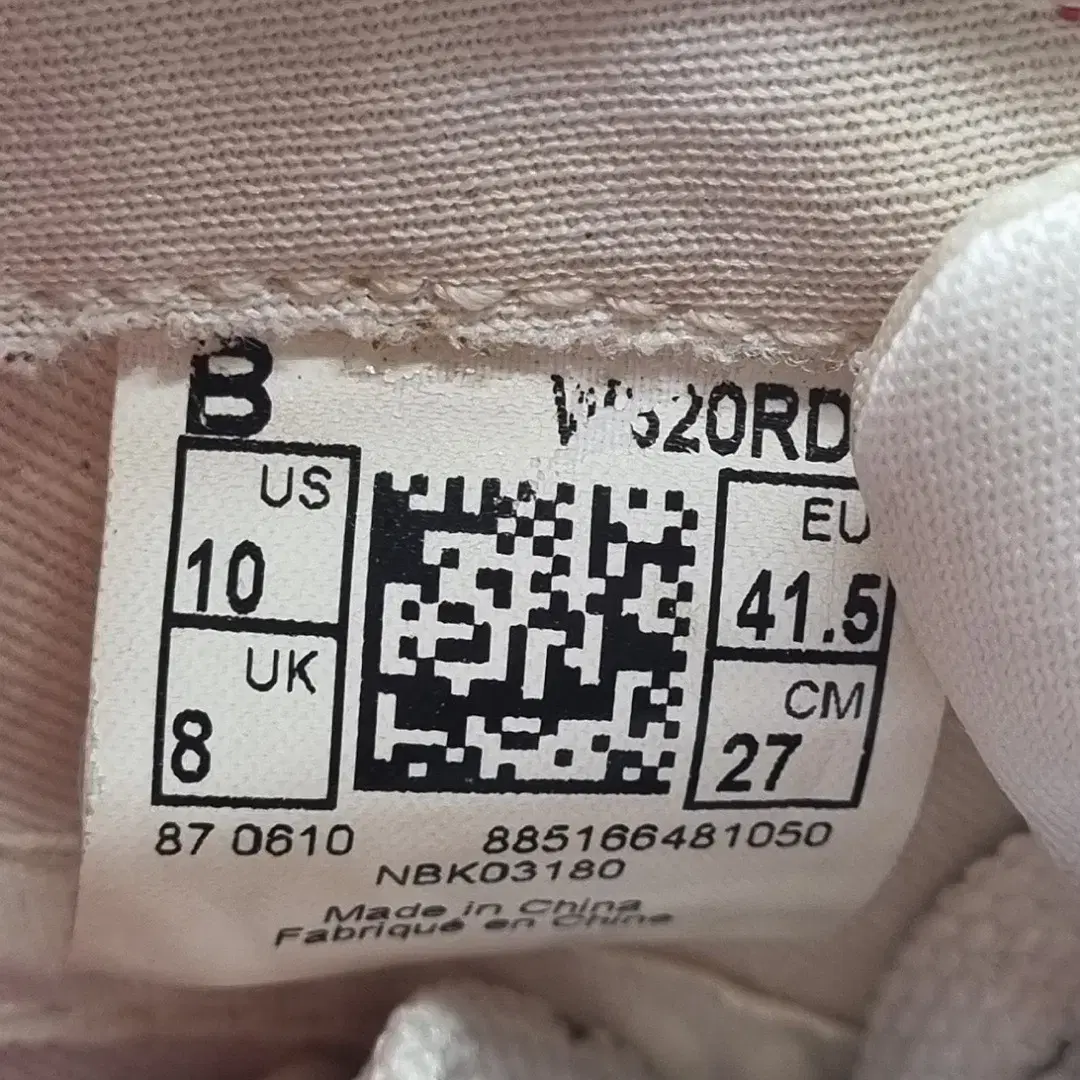 B
US
10
EU
41.5
UK
8
CM
27
87 0610 885166481050
NBK03180
Made in China
Fabriqué en Chine